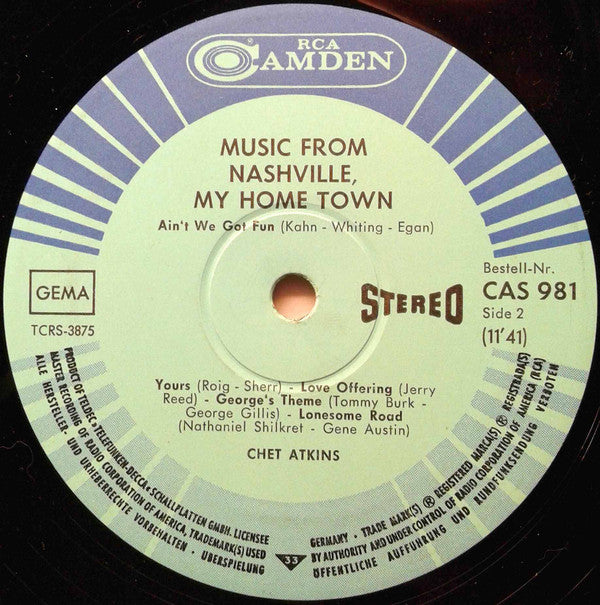 RCA
CAMDEN
MUSIC FROM
NASHVILLE,
MY HOME TOWN
Ain't We Got Fun (Kahn - Whiting - Egan)
GEMA
TCRS-3875
STEREO
Bestell-Nr.
CAS 981
Side 2
(11'41)
Yours (Roig - Sherr) - Love Offering (Jerry
Reed) - George's Theme (Tommy Burk -
George Gillis) - Lonesome Road
(Nathaniel Shilkret - Gene Austin)
CHET ATKINS
PRODUCT OF TELDEC »TELEFUNKEN-DECCA« SCHALLPLATTEN GMBH. LICENSEE
MASTER RECORDING OF RADIO CORPORATION OF AMERICA, TRADEMARK(S) USED
ALLE HERSTELLER- UND URHEBERRECHTE VORBEHALTEN · UBERSPIELUNG
33
GERMANY · TRADE MARK(S) ® REGISTERED MARCA(S) ® REGISTRADA(S)
BY AUTHORITY AND UNDER CONTROL OF RADIO CORPORATION OF AMERICA (RCA)
ÖFFENTLICHE AUFFÜHRUNG UND RUNDFUNKSENDUNG VERBOTEN